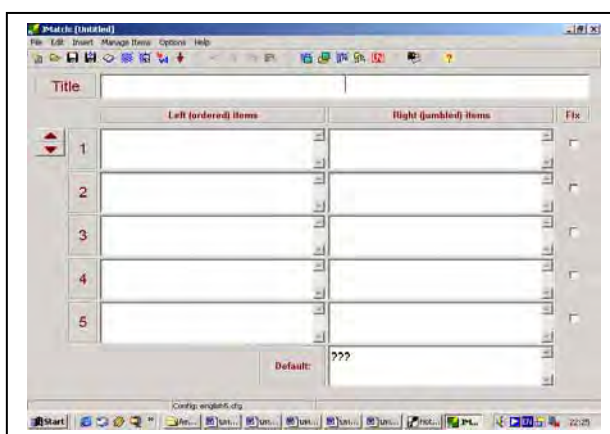 JMatch: [Untitled]
File Edit Insert Manage Items Options Help
Title
Left (ordered) items
Right (jumbled) items
Fix
1
2
3
4
5
Default:
???
Config: english6.cfg
Start
22:25